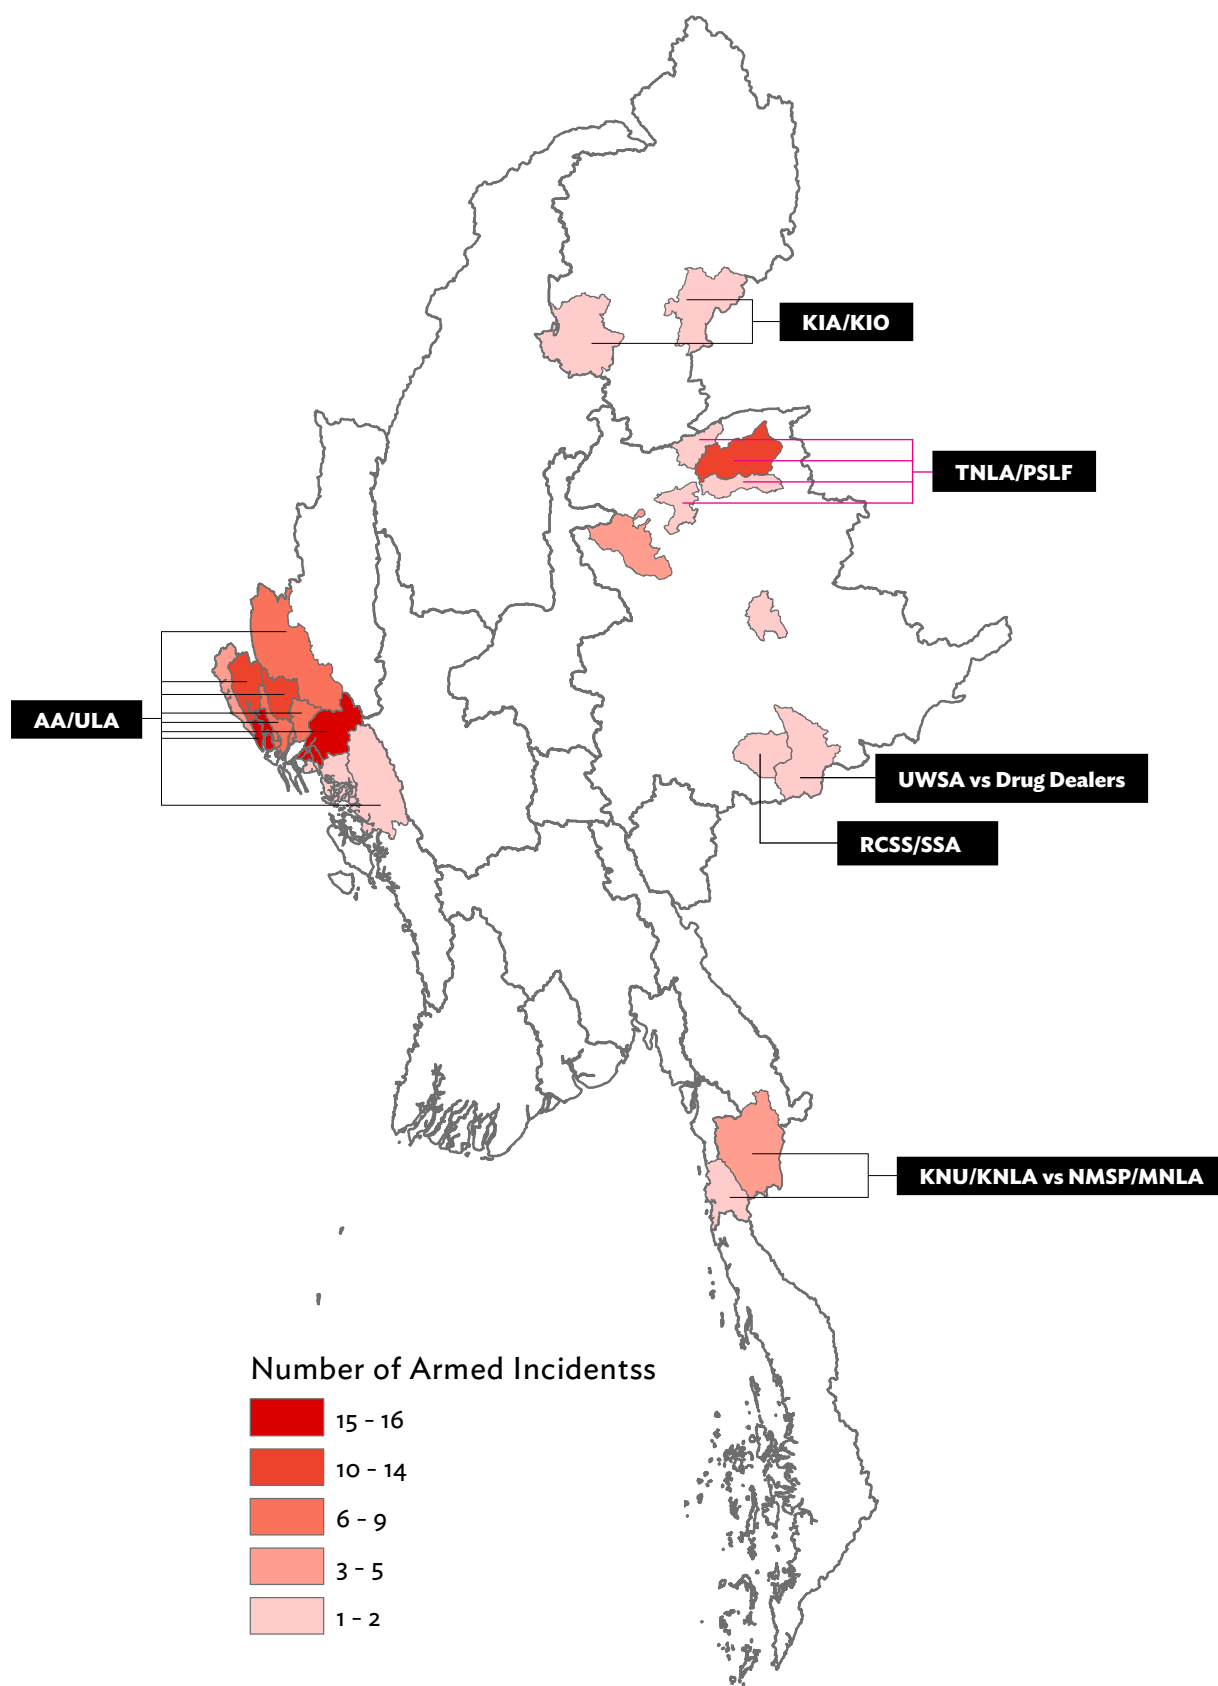 KIA/KIO
TNLA/PSLF
AA/ULA
UWSA vs Drug Dealers
RCSS/SSA
KNU/KNLA vs NMSP/MNLA
Number of Armed Incidentss
15 - 16
10 - 14
6 - 9
3 - 5
1 - 2